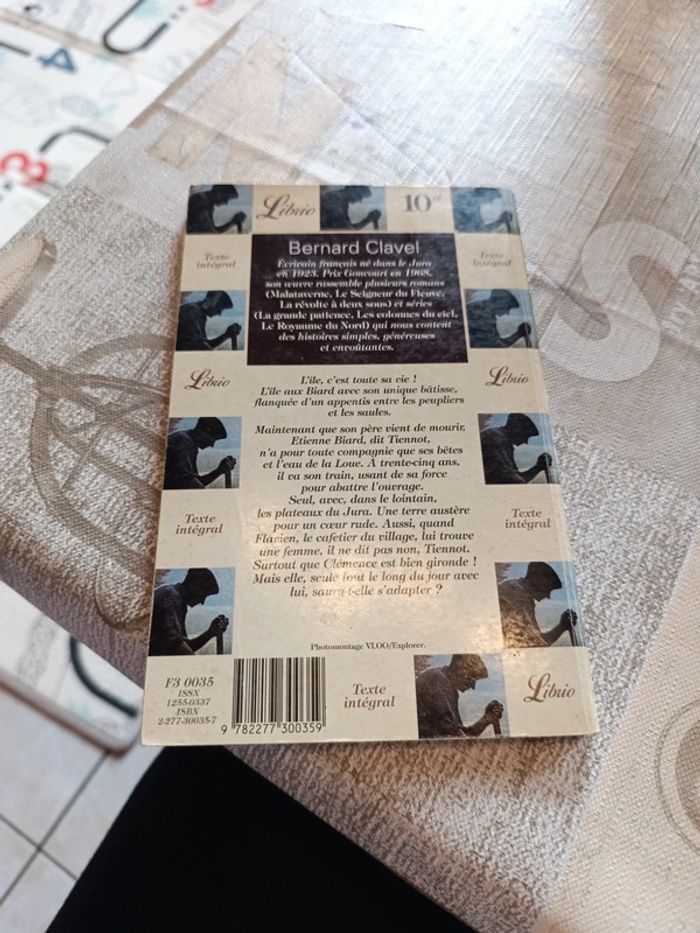 Librio
10F
Texte
intégral
Bernard Clavel
Texte
intégral
Écrivain français né dans le Jura
en 1923. Prix Goncourt en 1968,
son œuvre rassemble plusieurs romans
(Malataverne, Le Seigneur du Fleuve,
La révolte à deux sous) et séries
(La grande patience, Les colonnes du ciel,
Le Royaume du Nord) qui nous content
des histoires simples, généreuses
et envoûtantes.
Librio
Librio
L'île, c'est toute sa vie !
L'île aux Biard avec son unique bâtisse,
flanquée d'un appentis entre les peupliers
et les saules.
Maintenant que son père vient de mourir,
Etienne Biard, dit Tiennot,
n'a pour toute compagnie que ses bêtes
et l'eau de la Loue. A trente-cinq ans,
il va son train, usant de sa force
pour abattre l'ouvrage.
Seul, avec, dans le lointain,
les plateaux du Jura. Une terre austère
pour un cœur rude. Aussi, quand
Flavien, le cafetier du village, lui trouve
une femme, il ne dit pas non, Tiennot.
Surtout que Clémence est bien gironde !
Mais elle, seule tout le long du jour avec
lui, saura-t-elle s'adapter ?
Texte
intégral
Texte
intégral
Photomontage VLOO/Explorer.
F3 0035
ISSN
1255-0337
ISBN
2-277-30035-7
9 782277 300359
Texte
intégral
Librio
4
3
S